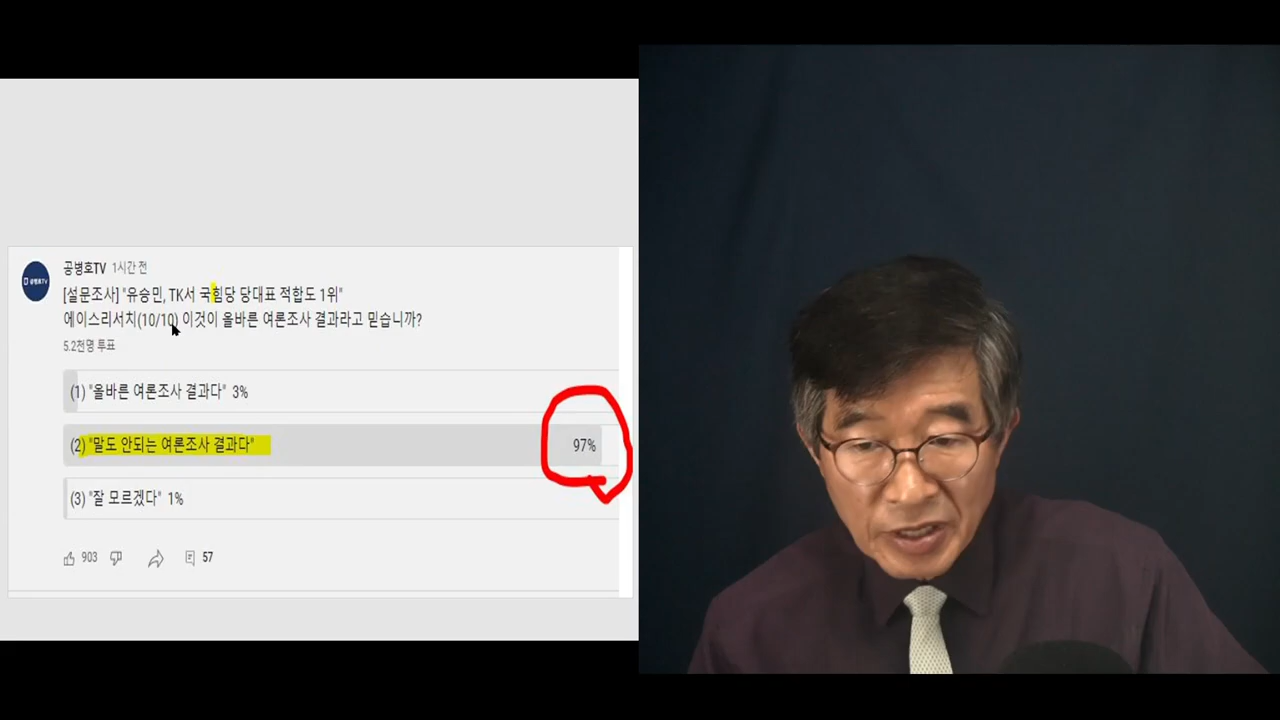 공병호TV 1시간 전
[설문조사] "유승민, TK서 국힘당 당대표 적합도 1위"
에이스리서치(10/10) 이것이 올바른 여론조사 결과라고 믿습니까?
5.2천명 투표
(1) "올바른 여론조사 결과다" 3%
(2) "말도 안되는 여론조사 결과다" 97%
(3) "잘 모르겠다" 1%
903 57
공병호TV